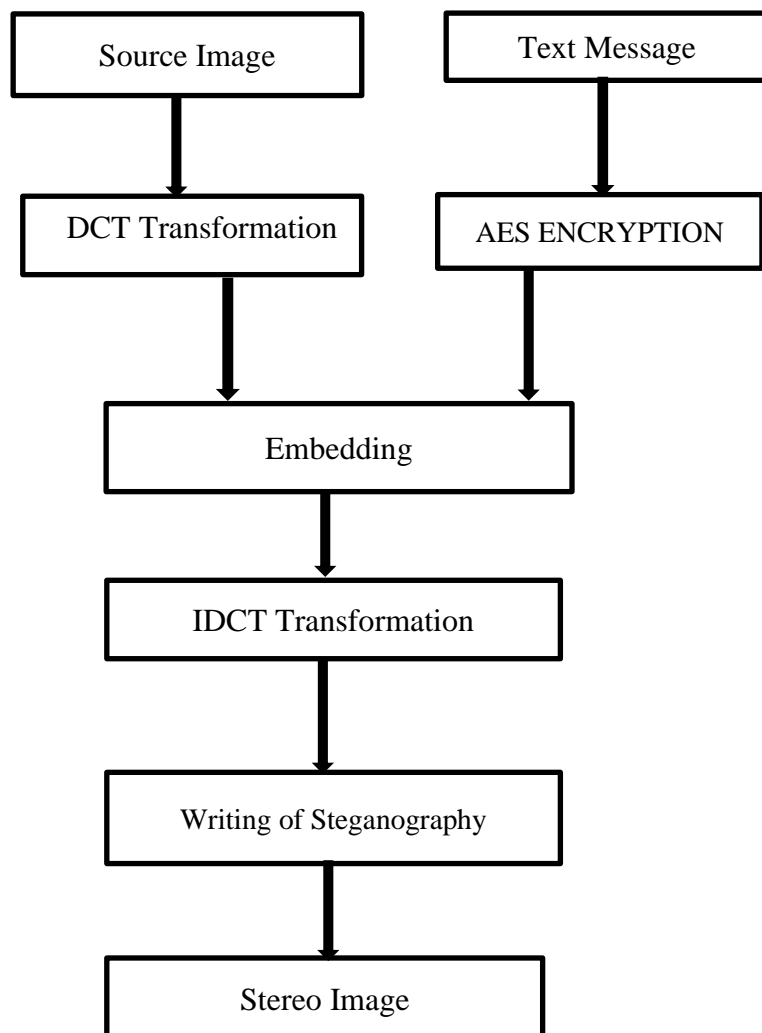 Source Image
Text Message
DCT Transformation
AES ENCRYPTION
Embedding
IDCT Transformation
Writing of Steganography
Stereo Image